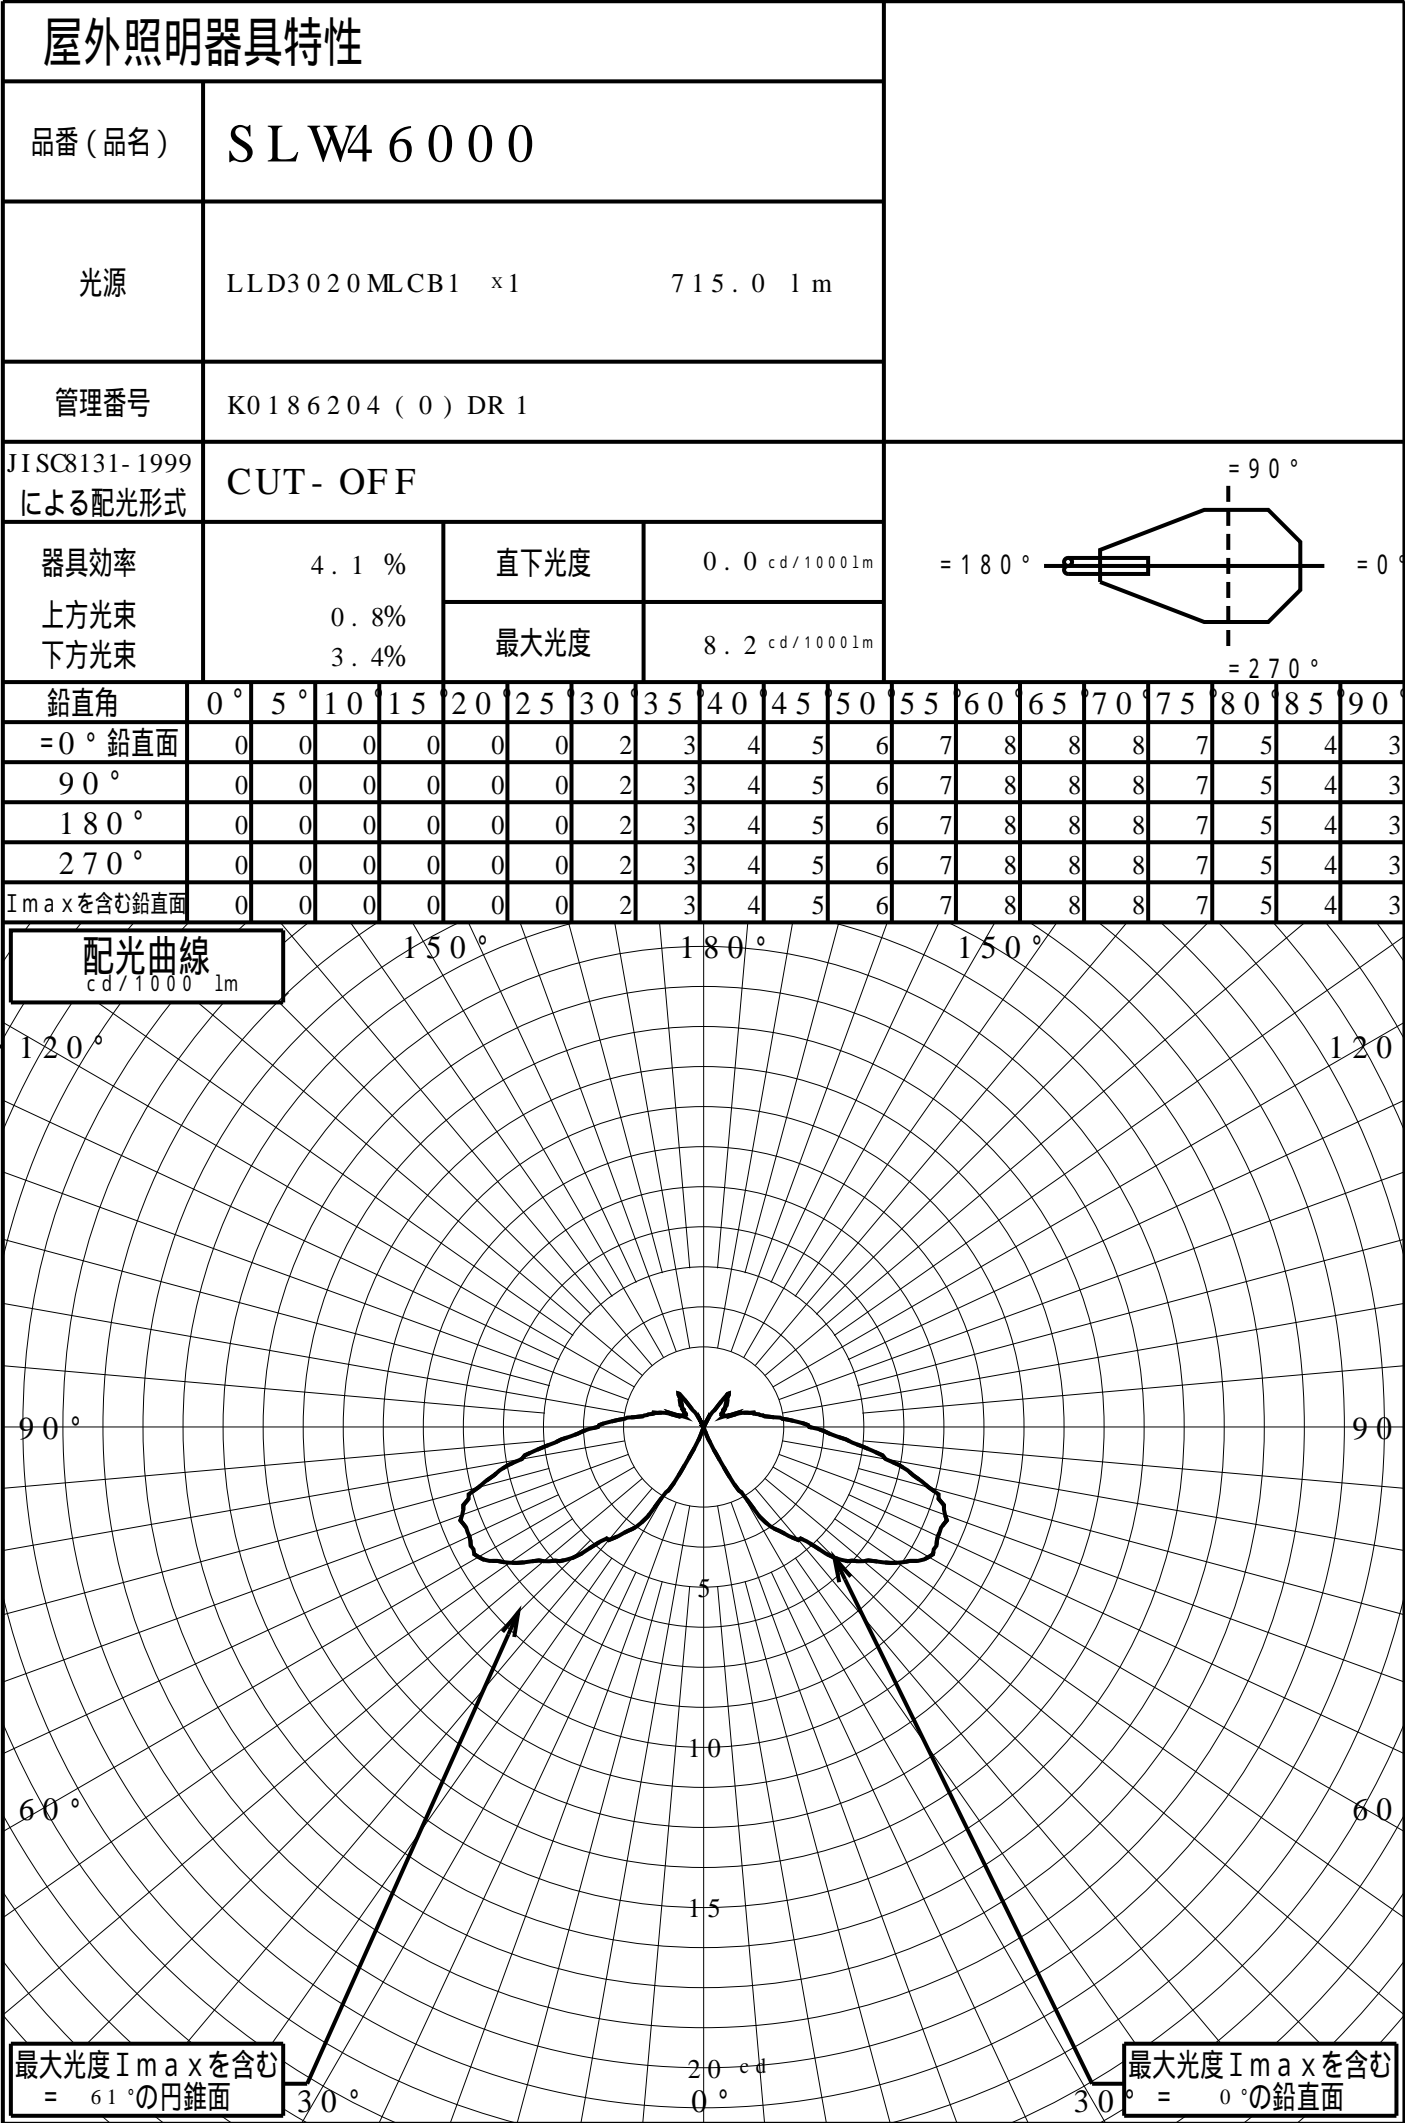 屋外照明器具特性
品番(品名) SLW46000
光源 LLD3020MLCB1 x1 715.0 lm
管理番号 K0186204(0)DR1
JISC8131-1999
による配光形式 CUT-OFF
器具効率 4.1 %
上方光束 0.8%
下方光束 3.4%
直下光度 0.0 cd/1000lm
最大光度 8.2 cd/1000lm
=90°
=180° =0°
=270°
鉛直角 0° 5° 10° 15° 20° 25° 30° 35° 40° 45° 50° 55° 60° 65° 70° 75° 80° 85° 90
=0°鉛直面 0 0 0 0 0 0 2 3 4 5 6 7 8 8 8 7 5 4 3
90° 0 0 0 0 0 0 2 3 4 5 6 7 8 8 8 7 5 4 3
180° 0 0 0 0 0 0 2 3 4 5 6 7 8 8 8 7 5 4 3
270° 0 0 0 0 0 0 2 3 4 5 6 7 8 8 8 7 5 4 3
Imaxを含む鉛直面 0 0 0 0 0 0 2 3 4 5 6 7 8 8 8 7 5 4 3
配光曲線
cd/1000 lm
150° 180° 150°
120° 120
90° 90
5
10
60° 60
15
20 cd
30° 0° 30°
最大光度Imaxを含む
= 61°の円錐面
最大光度Imaxを含む
= 0°の鉛直面